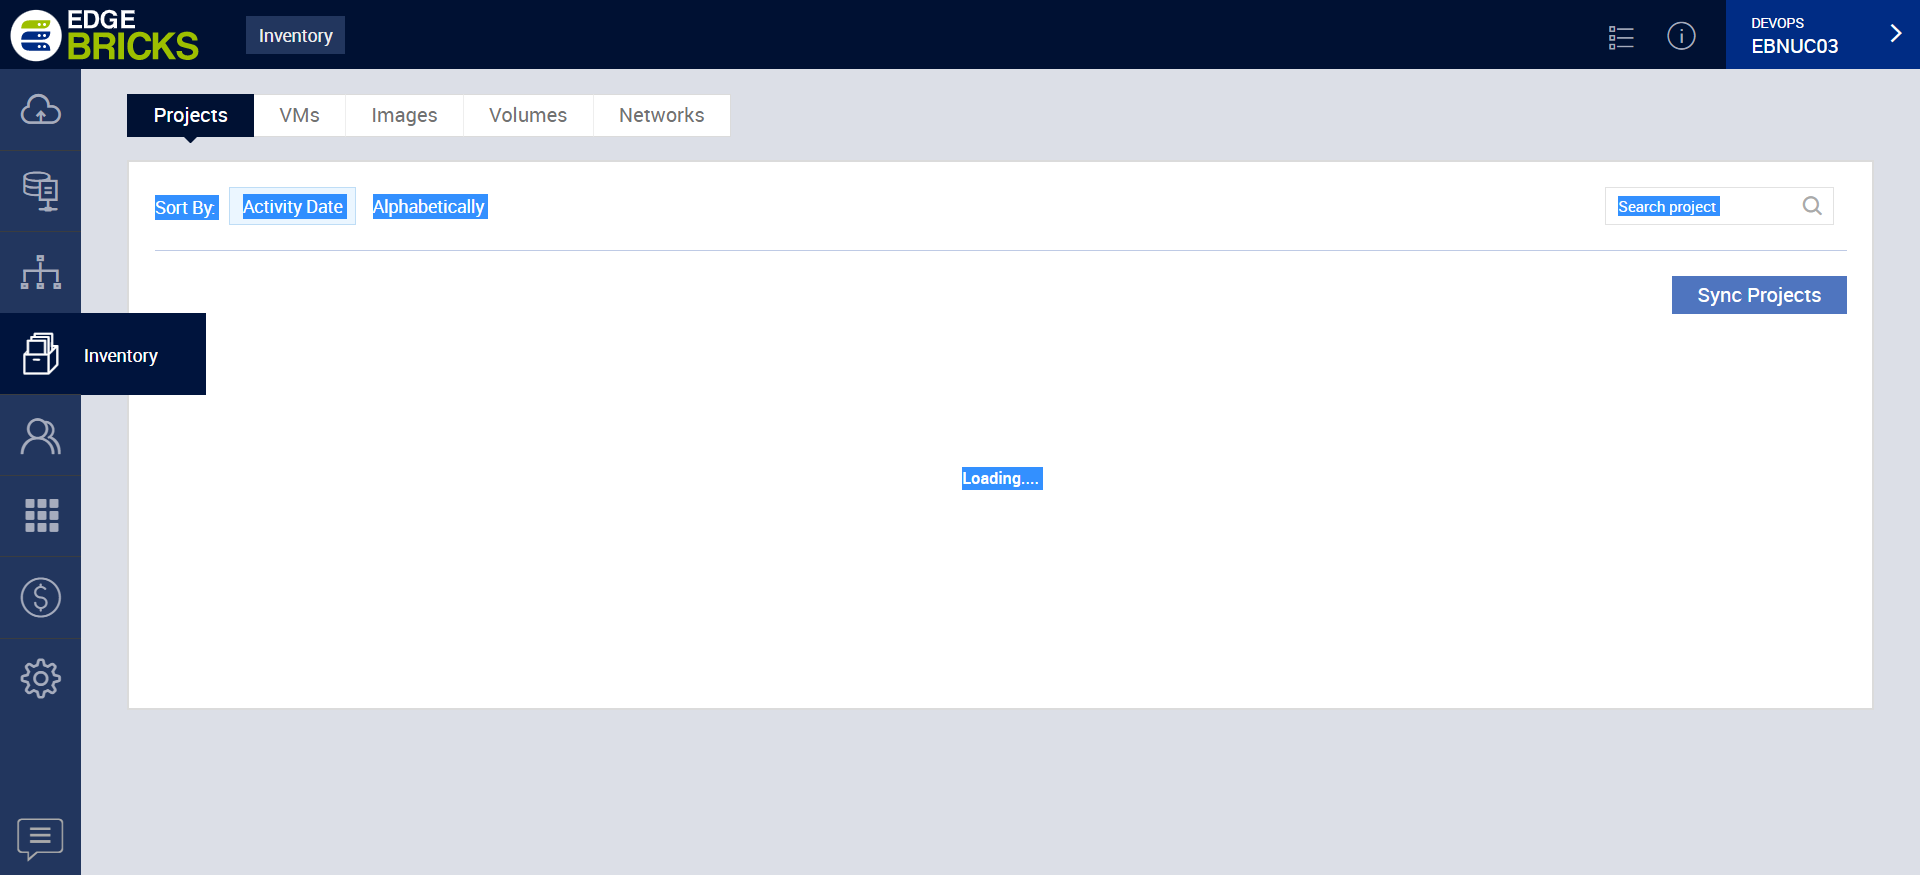 EDGE
BRICKS
Inventory
DEVOPS
EBNUC03
Projects
VMs
Images
Volumes
Networks
Sort By:
Activity Date
Alphabetically
Search project
Sync Projects
Inventory
Loading....